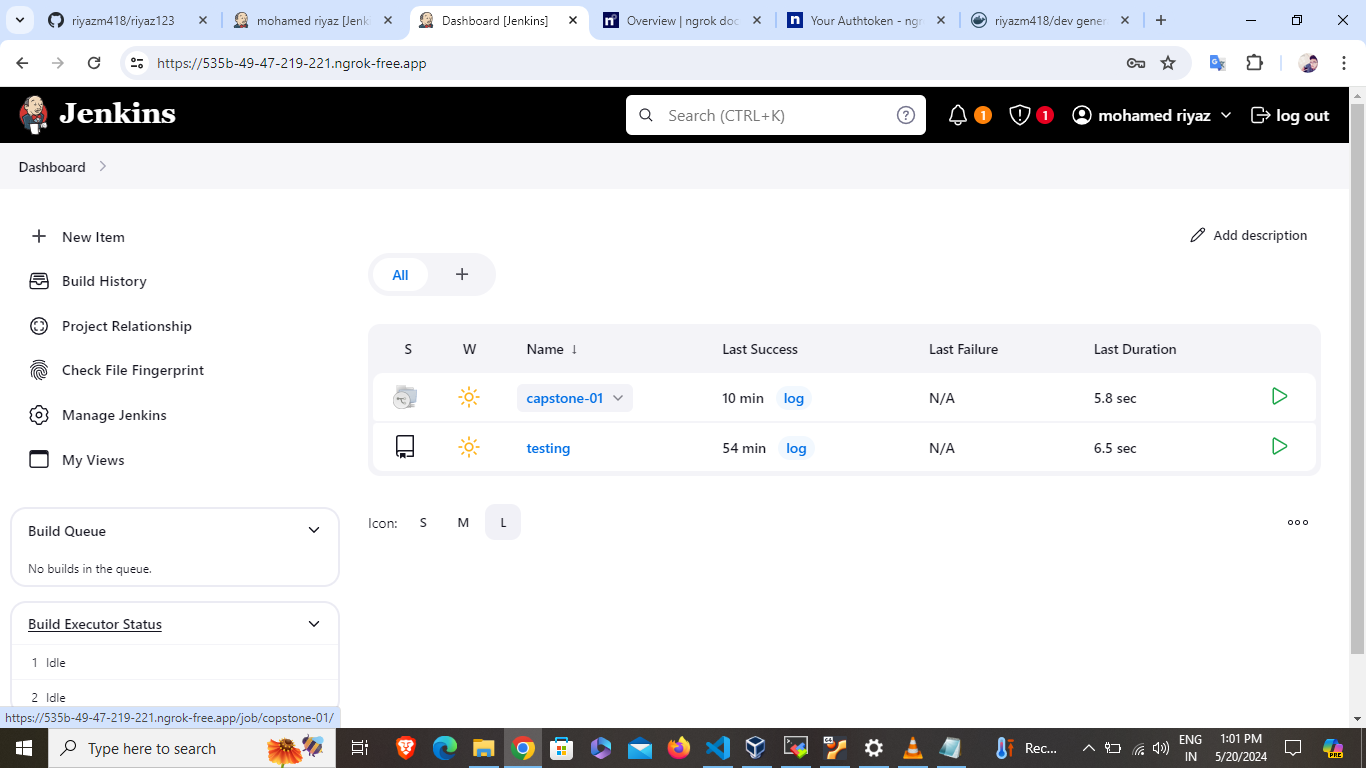 riyazm418/riyaz123
mohamed riyaz [Jenki
Dashboard [Jenkins]
Overview | ngrok doc
Your Authtoken - ngr
riyazm418/dev gener
https://535b-49-47-219-221.ngrok-free.app
Jenkins
Search (CTRL+K)
1
1
mohamed riyaz
log out
Dashboard
New Item
Build History
Project Relationship
Check File Fingerprint
Manage Jenkins
My Views
Add description
All
S W Name ↓ Last Success Last Failure Last Duration
capstone-01 10 min log N/A 5.8 sec
testing 54 min log N/A 6.5 sec
Icon: S M L
Build Queue
No builds in the queue.
Build Executor Status
1 Idle
2 Idle
https://535b-49-47-219-221.ngrok-free.app/job/copstone-01/
Type here to search
Rec...
ENG
IN
1:01 PM
5/20/2024
PRE